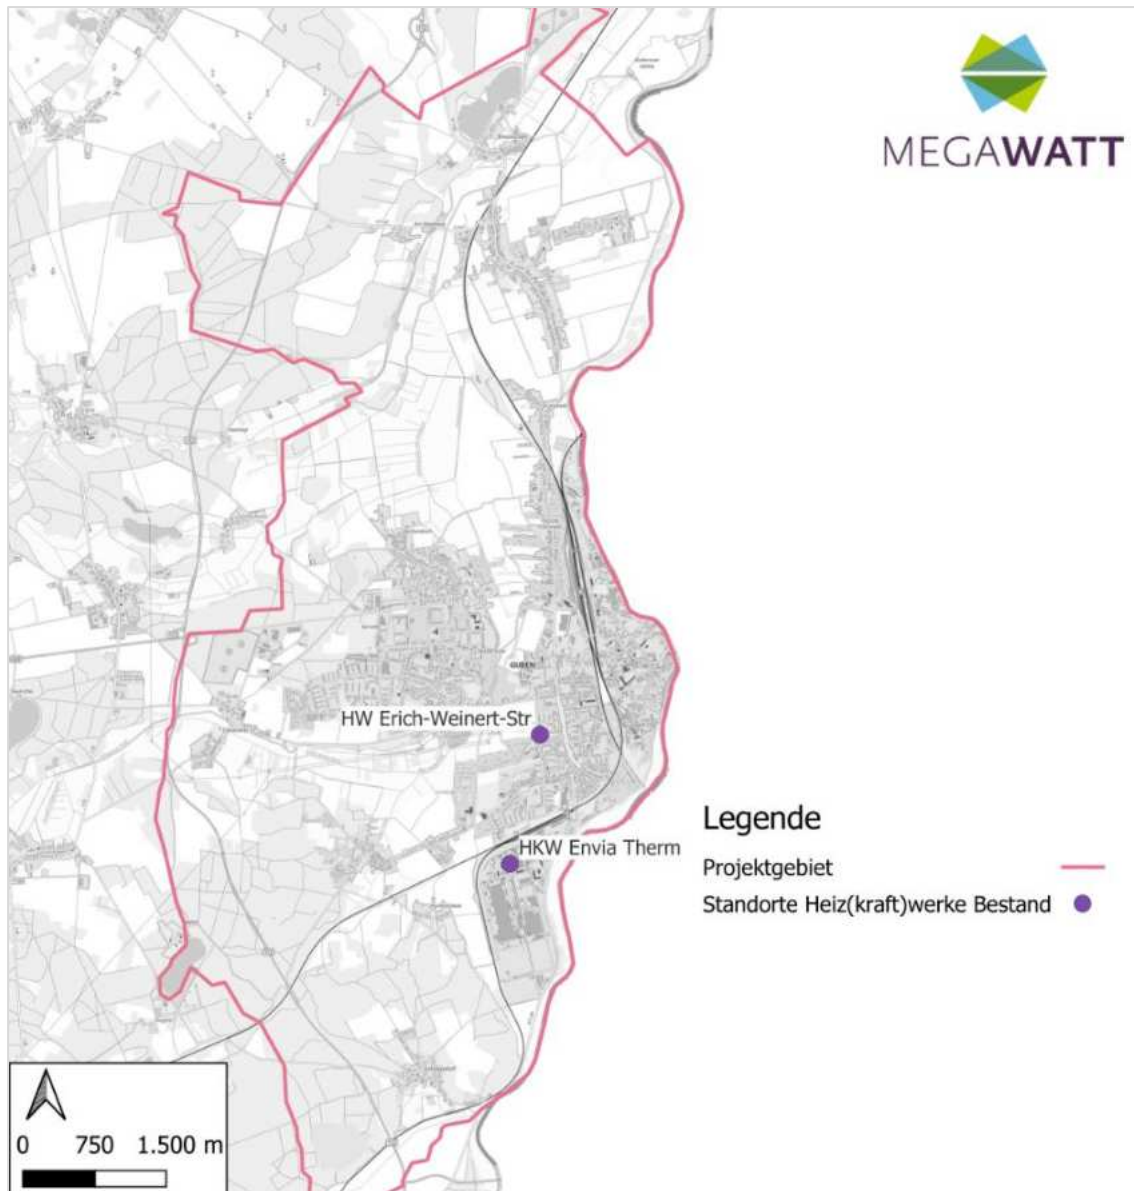 MEGAWATT
GUBEN
HW Erich-Weinert-Str
HKW Envia Therm
Legende
Projektgebiet
Standorte Heiz(kraft)werke Bestand
0 750 1.500 m